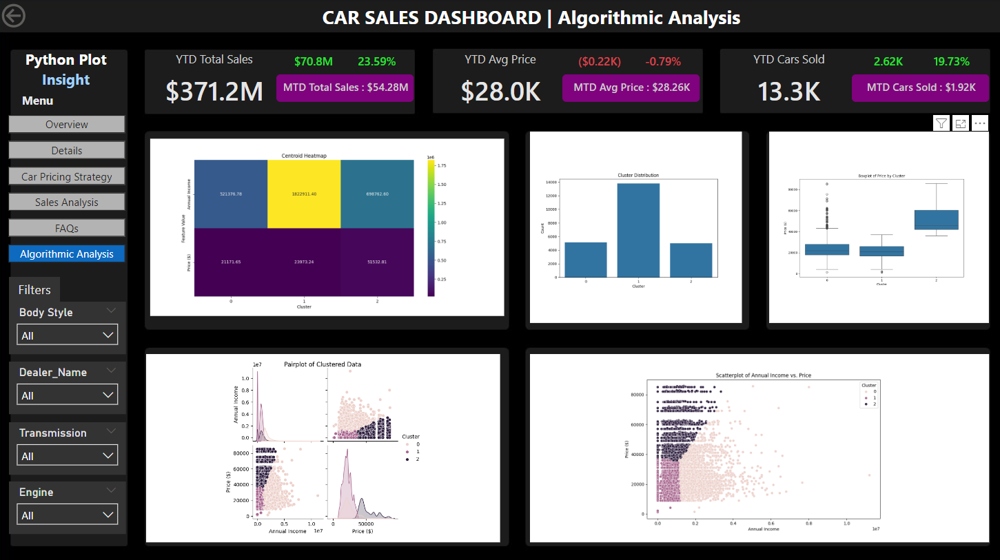 CAR SALES DASHBOARD | Algorithmic Analysis
Python Plot
Insight
Menu
Overview
Details
Car Pricing Strategy
Sales Analysis
FAQs
Algorithmic Analysis
Filters
Body Style
All
Dealer_Name
All
Transmission
All
Engine
All
YTD Total Sales
$70.8M 23.59%
$371.2M
MTD Total Sales : $54.28M
YTD Avg Price
($0.22K) -0.79%
$28.0K
MTD Avg Price : $28.26K
YTD Cars Sold
2.62K 19.73%
13.3K
MTD Cars Sold : $1.92K
Centroid Heatmap
1e6
Feature Value
Annual Income
Price ($)
521376.78 1822911.40 698762.60
21171.65 23973.24 51532.81
0 1 2
Cluster
1.75
1.50
1.25
1.00
0.75
0.50
0.25
Cluster Distribution
Count
14000
12000
10000
8000
6000
4000
2000
0
0 1 2
Cluster
Boxplot of Price by Cluster
Price ($)
80000
60000
40000
20000
0
0 1 2
Cluster
Pairplot of Clustered Data
1e7
Annual Income
1.0
0.8
0.6
0.4
0.2
0.0
Price ($)
80000
60000
40000
20000
0
0.0 0.5 1.0
Annual Income 1e7
0 50000
Price ($)
Cluster
0
1
2
Scatterplot of Annual Income vs. Price
Price ($)
80000
60000
40000
20000
0
0.0 0.2 0.4 0.6 0.8 1.0
Annual Income
1e7
Cluster
0
1
2